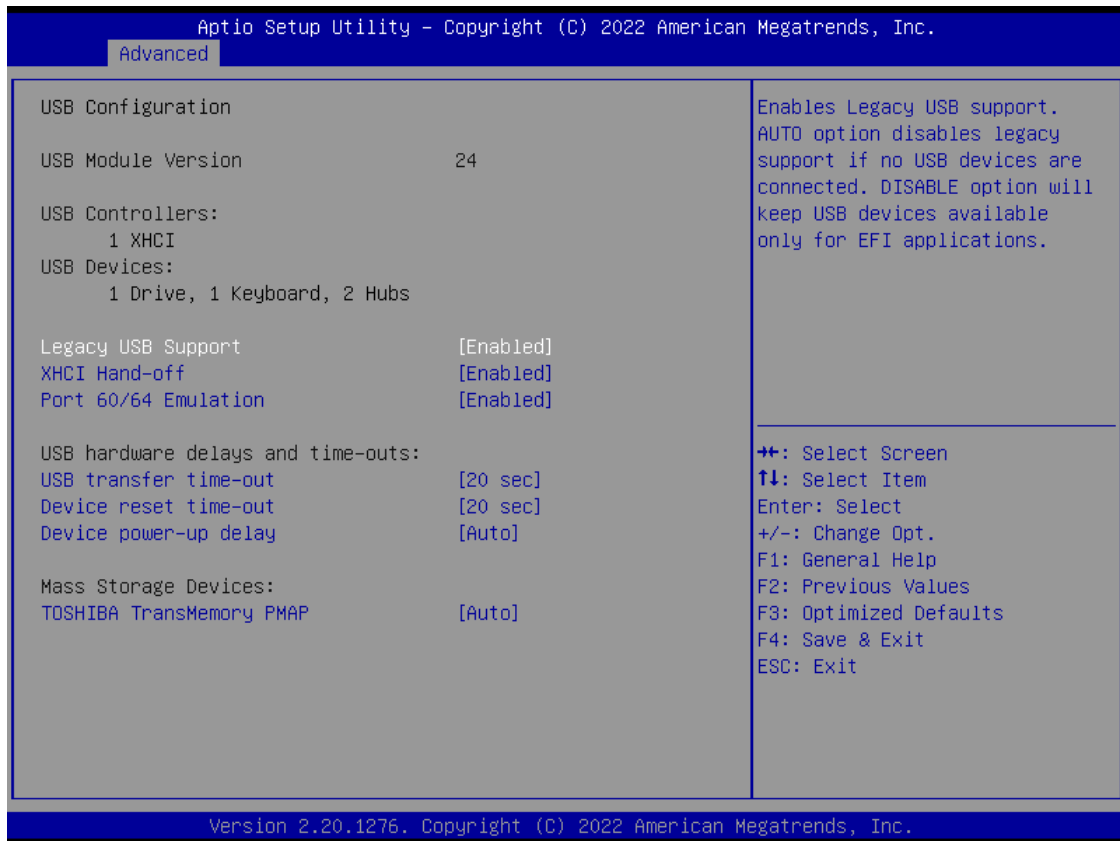 Aptio Setup Utility – Copyright (C) 2022 American Megatrends, Inc.
Advanced
USB Configuration
USB Module Version 24
USB Controllers:
1 XHCI
USB Devices:
1 Drive, 1 Keyboard, 2 Hubs
Legacy USB Support [Enabled]
XHCI Hand-off [Enabled]
Port 60/64 Emulation [Enabled]
USB hardware delays and time-outs:
USB transfer time-out [20 sec]
Device reset time-out [20 sec]
Device power-up delay [Auto]
Mass Storage Devices:
TOSHIBA TransMemory PMAP [Auto]
Enables Legacy USB support.
AUTO option disables legacy
support if no USB devices are
connected. DISABLE option will
keep USB devices available
only for EFI applications.
→←: Select Screen
↑↓: Select Item
Enter: Select
+/-: Change Opt.
F1: General Help
F2: Previous Values
F3: Optimized Defaults
F4: Save & Exit
ESC: Exit
Version 2.20.1276. Copyright (C) 2022 American Megatrends, Inc.